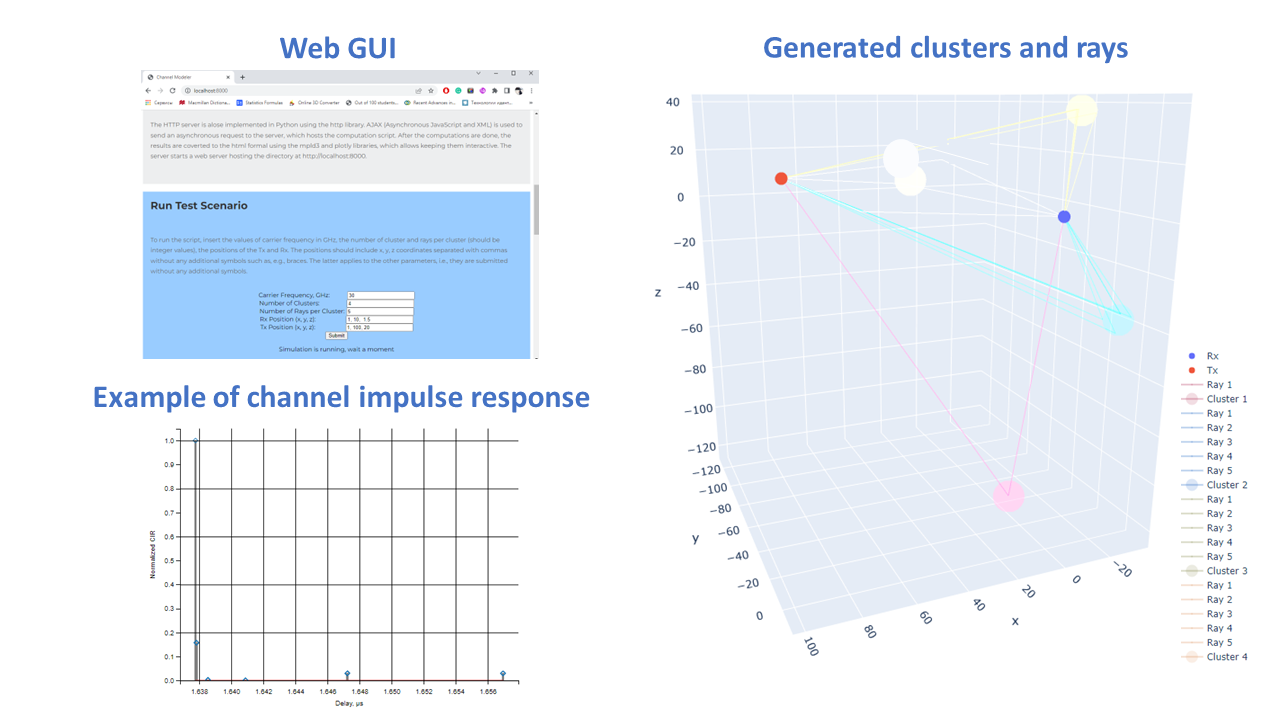 Web GUI
Generated clusters and rays
Channel Modeler
localhost:8000
Сервисы Macmillan Dictiona... Statistics Formulas Online 3D Converter Out of 100 students... Recent Advances in...
The HTTP server is alose implemented in Python using the http library. AJAX (Asynchronous JavaScript and XML) is used to
send an asynchronous request to the server, which hosts the computation script. After the computations are done, the
results are coverted to the html formal using the mpld3 and plotly libraries, which allows keeping them interactive. The
server starts a web server hosting the directory at http://localhost:8000.
Run Test Scenario
To run the script, insert the values of carrier frequency in GHz, the number of cluster and rays per cluster (should be
integer values), the positions of the Tx and Rx. The positions should include x, y, z coordinates separated with commas
without any additional symbols such as, e.g., braces. The latter applies to the other parameters, i.e., they are submitted
without any additional symbols.
Carrier Frequency, GHz: 30
Number of Clusters: 4
Number of Rays per Cluster: 5
Rx Position (x, y, z): 1, 10, 1.5
Tx Position (x, y, z): 1, 100, 20
Submit
Simulation is running, wait a moment
Example of channel impulse response
1.0
0.9
0.8
0.7
0.6
0.5
0.4
0.3
0.2
0.1
0.0
Normalized CIR
1.638 1.640 1.642 1.644 1.646 1.648 1.650 1.652 1.654 1.656
Delay, μs
40
20
0
−20
−40
−60
−80
−100
−120
z
−120
−100
−80
−60
−40
−20
0
y
100
80
60
40
20
0
−20
x
Rx
Tx
Ray 1
Cluster 1
Ray 1
Ray 2
Ray 3
Ray 4
Ray 5
Cluster 2
Ray 1
Ray 2
Ray 3
Ray 4
Ray 5
Cluster 3
Ray 1
Ray 2
Ray 3
Ray 4
Ray 5
Cluster 4